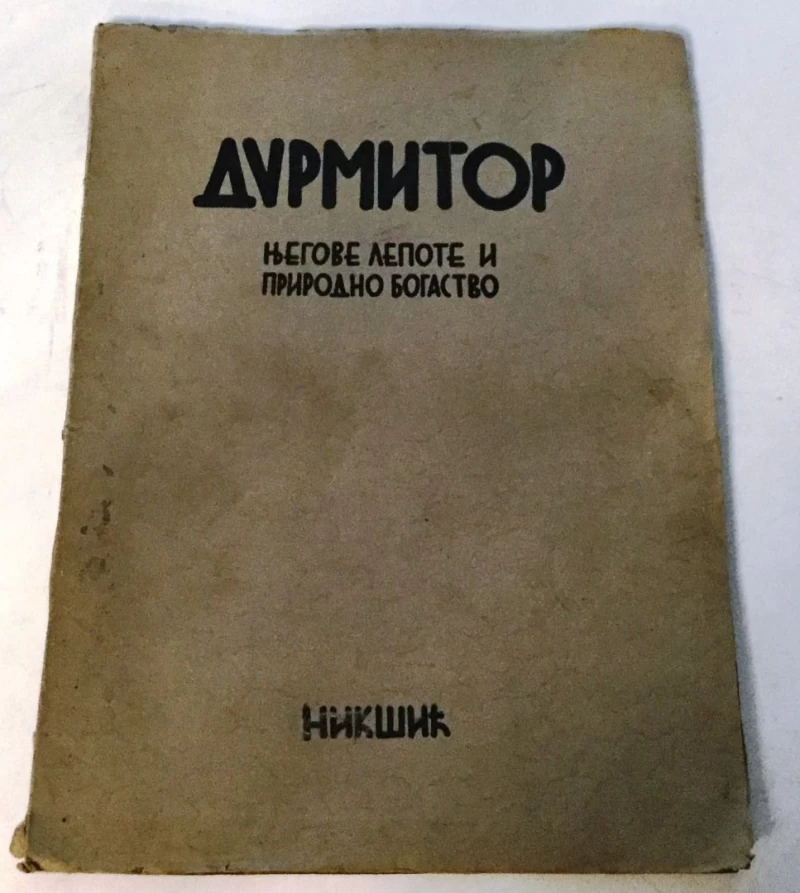 ДУРМИТОР
ЊЕГОВЕ ЛЕПОТЕ И
ПРИРОДНО БОГАСТВО
НИКШИЋ